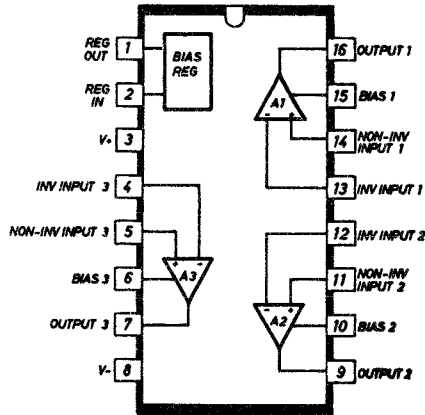 REG OUT 1
REG IN 2
V+ 3
INV INPUT 3 4
NON-INV INPUT 3 5
BIAS 3 6
OUTPUT 3 7
V- 8
BIAS REG
A3
- A1 +
- A2 +
+ -
16 OUTPUT 1
15 BIAS 1
14 NON-INV INPUT 1
13 INV INPUT 1
12 INV INPUT 2
11 NON-INV INPUT 2
10 BIAS 2
9 OUTPUT 2